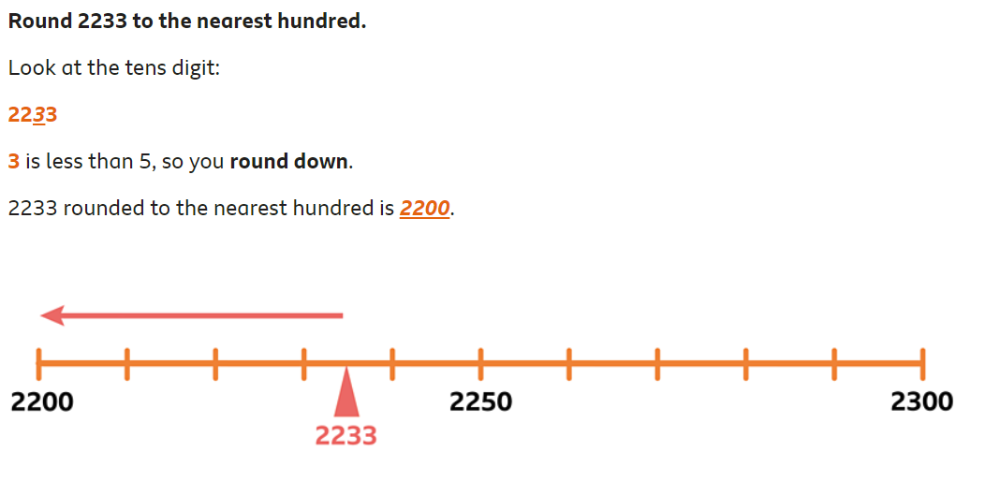 Round 2233 to the nearest hundred.
Look at the tens digit:
2233
3 is less than 5, so you round down.
2233 rounded to the nearest hundred is 2200.
2200 2250 2300
2233